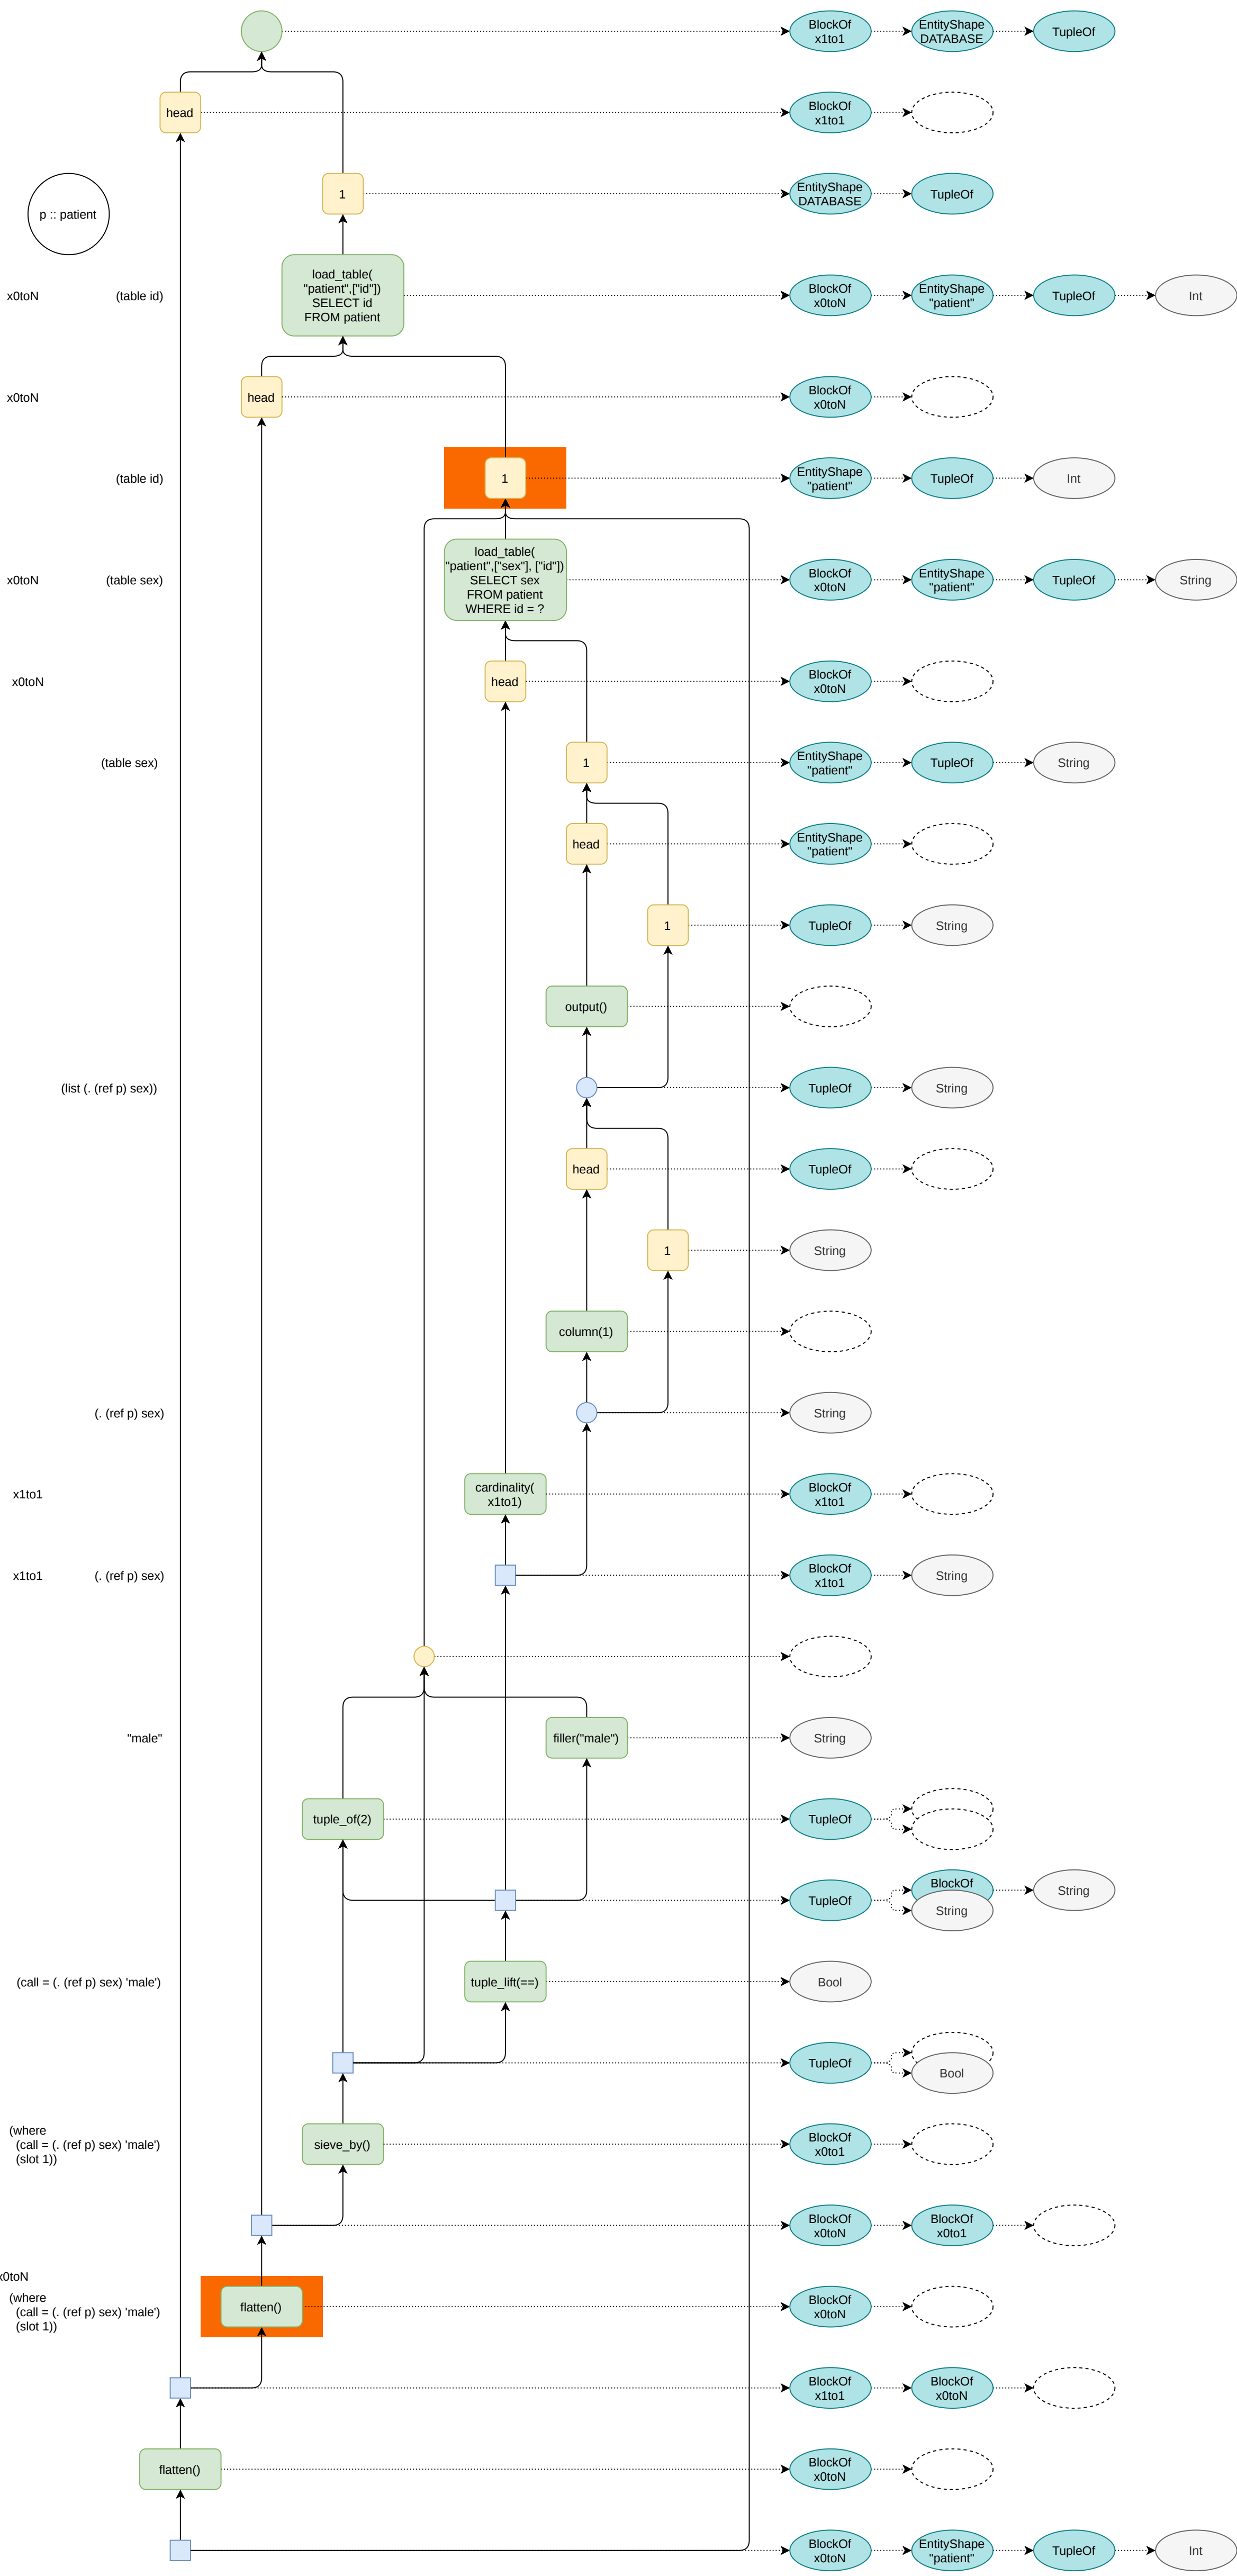 BlockOf
x1to1
EntityShape
DATABASE
TupleOf
head
BlockOf
x1to1
p :: patient
1
EntityShape
DATABASE
TupleOf
x0toN
(table id)
load_table(
"patient",["id"])
SELECT id
FROM patient
BlockOf
x0toN
EntityShape
"patient"
TupleOf
Int
x0toN
head
BlockOf
x0toN
(table id)
1
EntityShape
"patient"
TupleOf
Int
x0toN
(table sex)
load_table(
"patient",["sex"], ["id"])
SELECT sex
FROM patient
WHERE id = ?
BlockOf
x0toN
EntityShape
"patient"
TupleOf
String
x0toN
head
BlockOf
x0toN
(table sex)
1
EntityShape
"patient"
TupleOf
String
head
EntityShape
"patient"
1
TupleOf
String
output()
(list (. (ref p) sex))
TupleOf
String
head
TupleOf
1
String
column(1)
(. (ref p) sex)
String
x1to1
cardinality(
x1to1)
BlockOf
x1to1
x1to1
(. (ref p) sex)
BlockOf
x1to1
String
"male"
filler("male")
String
tuple_of(2)
TupleOf
TupleOf
BlockOf
String
String
(call = (. (ref p) sex) 'male')
tuple_lift(==)
Bool
TupleOf
Bool
(where
(call = (. (ref p) sex) 'male')
(slot 1))
sieve_by()
BlockOf
x0to1
BlockOf
x0toN
BlockOf
x0to1
x0toN
(where
(call = (. (ref p) sex) 'male')
(slot 1))
flatten()
BlockOf
x0toN
BlockOf
x1to1
BlockOf
x0toN
flatten()
BlockOf
x0toN
BlockOf
x0toN
EntityShape
"patient"
TupleOf
Int